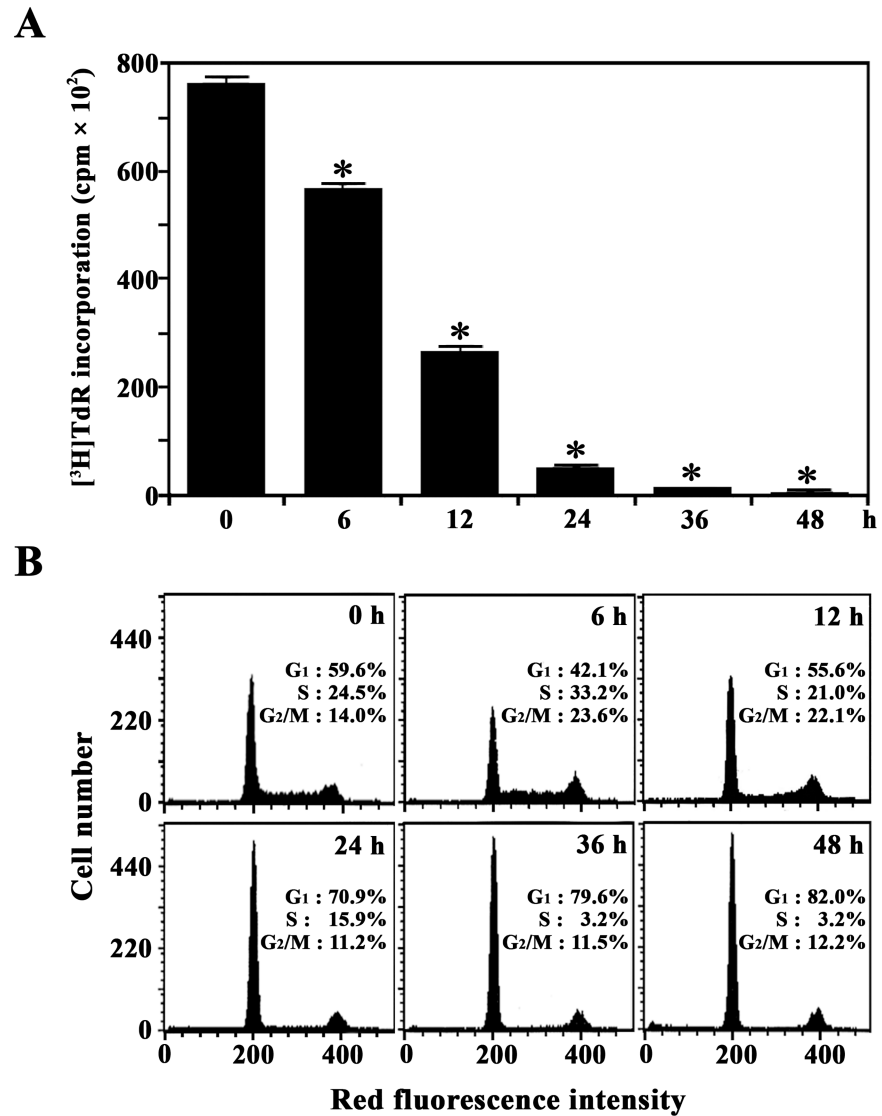 A
[³H]TdR incorporation (cpm × 10²)
800
600
400
200
0
*
*
*
*
*
0 6 12 24 36 48 h
B
Cell number
440
220
0
0 h
G₁ : 59.6%
S : 24.5%
G₂/M : 14.0%
6 h
G₁ : 42.1%
S : 33.2%
G₂/M : 23.6%
12 h
G₁ : 55.6%
S : 21.0%
G₂/M : 22.1%
440
220
0
24 h
G₁ : 70.9%
S : 15.9%
G₂/M : 11.2%
36 h
G₁ : 79.6%
S : 3.2%
G₂/M : 11.5%
48 h
G₁ : 82.0%
S : 3.2%
G₂/M : 12.2%
0 200 400 0 200 400 0 200 400
Red fluorescence intensity